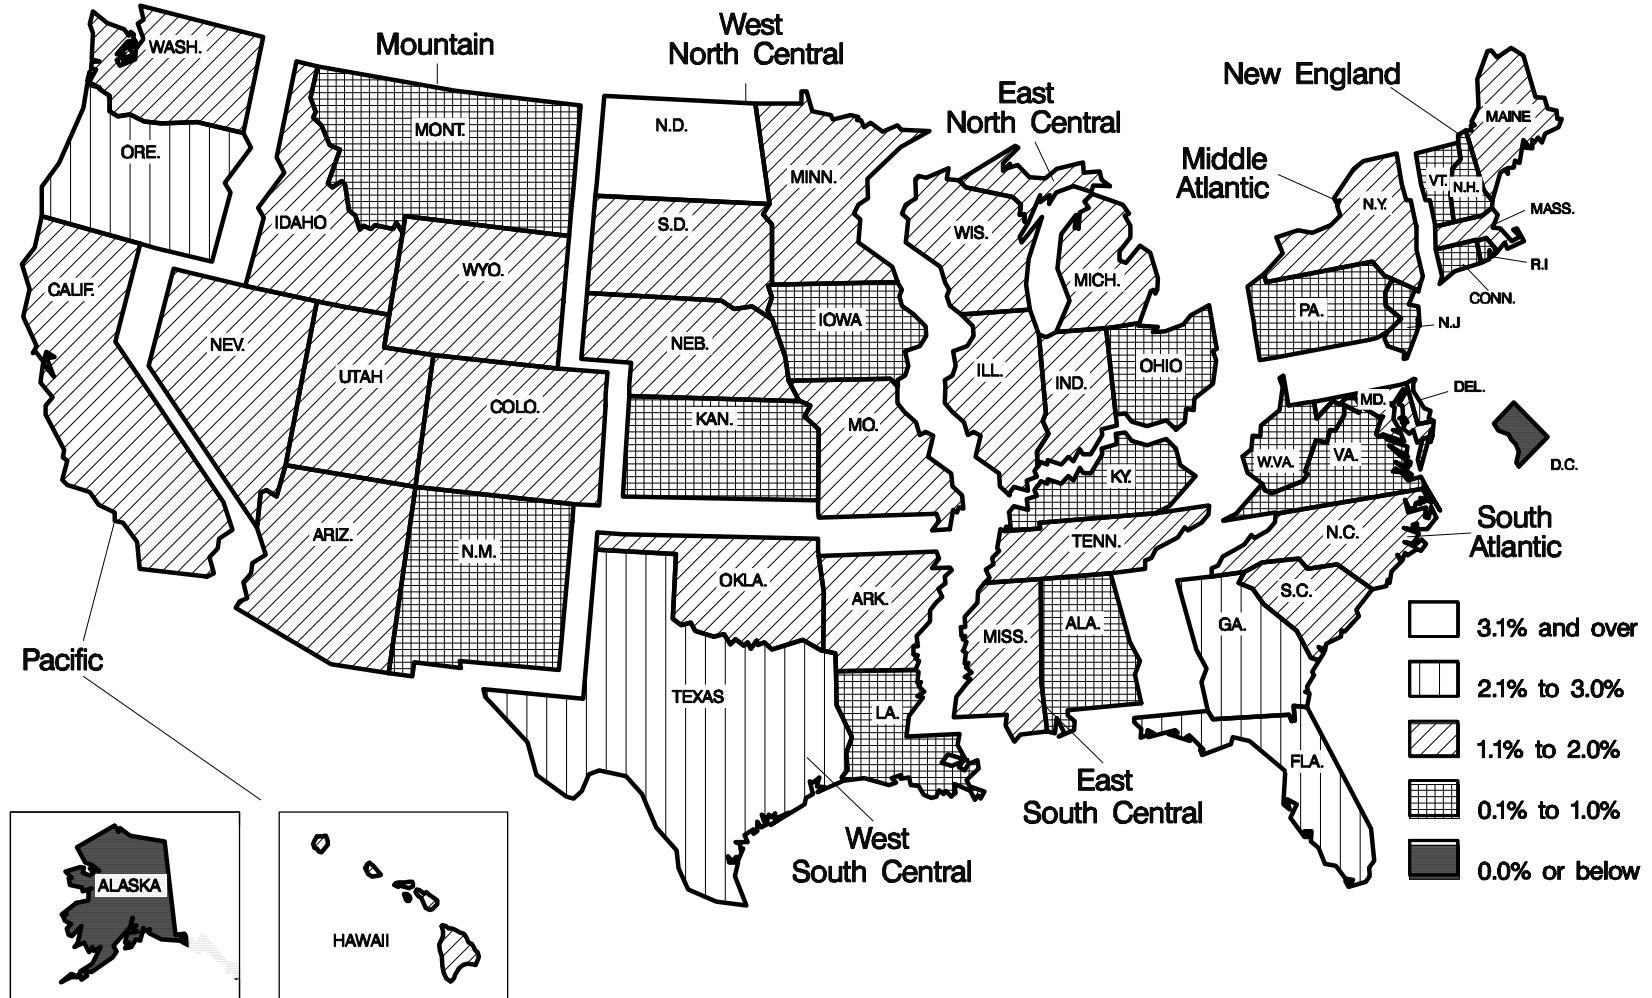 West
North Central
Mountain
WASH.
New England
East
North Central
MAINE
N.D.
MONT.
ORE.
Middle
Atlantic
MINN.
VT.
N.H.
N.Y.
MASS.
IDAHO
S.D.
WIS.
R.I
WYO.
MICH.
CALIF.
CONN.
IOWA
PA.
N.J
NEV.
NEB.
UTAH
ILL.
IND.
OHIO
DEL.
COLO.
KAN.
MO.
MD.
W.VA.
VA.
D.C.
KY.
ARIZ.
N.M.
TENN.
N.C.
South
Atlantic
OKLA.
ARK.
S.C.
MISS.
ALA.
GA.
3.1% and over
Pacific
TEXAS
LA.
2.1% to 3.0%
1.1% to 2.0%
FLA.
East
South Central
0.1% to 1.0%
West
South Central
0.0% or below
ALASKA
HAWAII